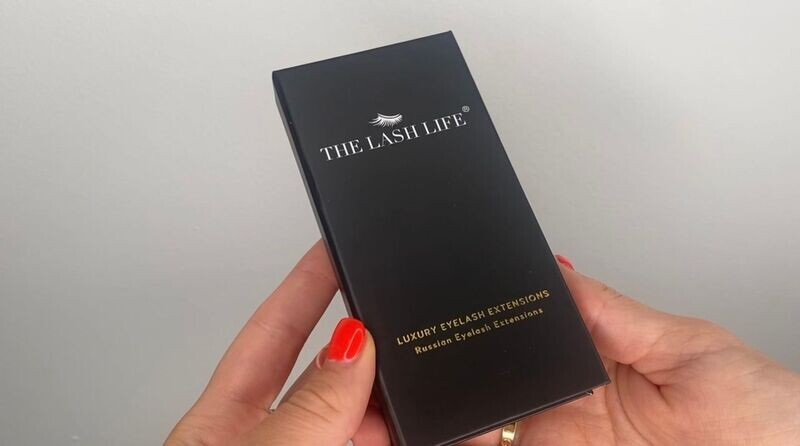 THE LASH LIFE®
LUXURY EYELASH EXTENSIONS
Russian Eyelash Extensions